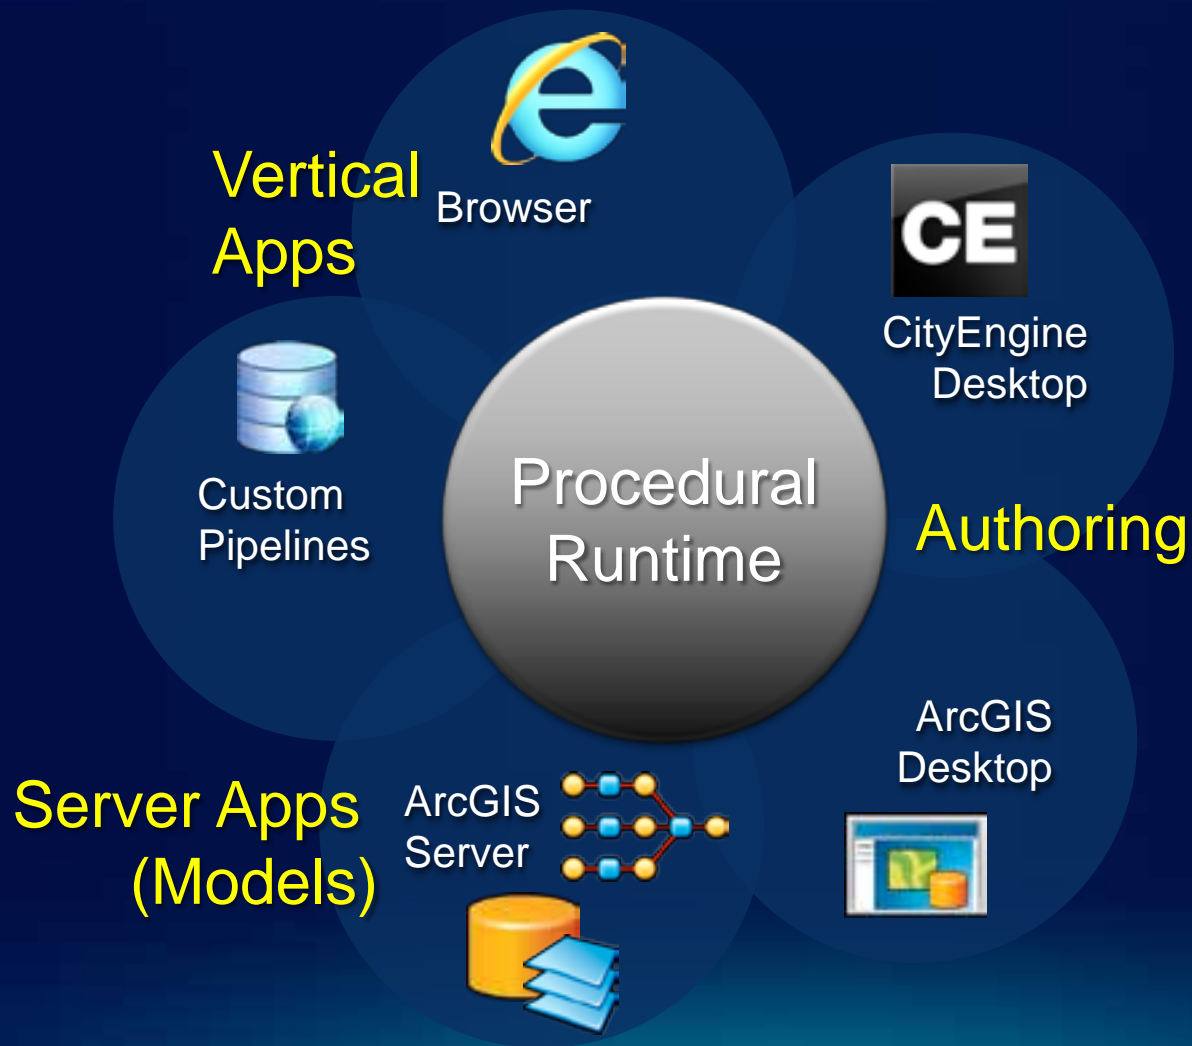 Vertical
Apps
Browser
CE
CityEngine
Desktop
Custom
Pipelines
Procedural
Runtime
Authoring
ArcGIS
Desktop
Server Apps
(Models)
ArcGIS
Server